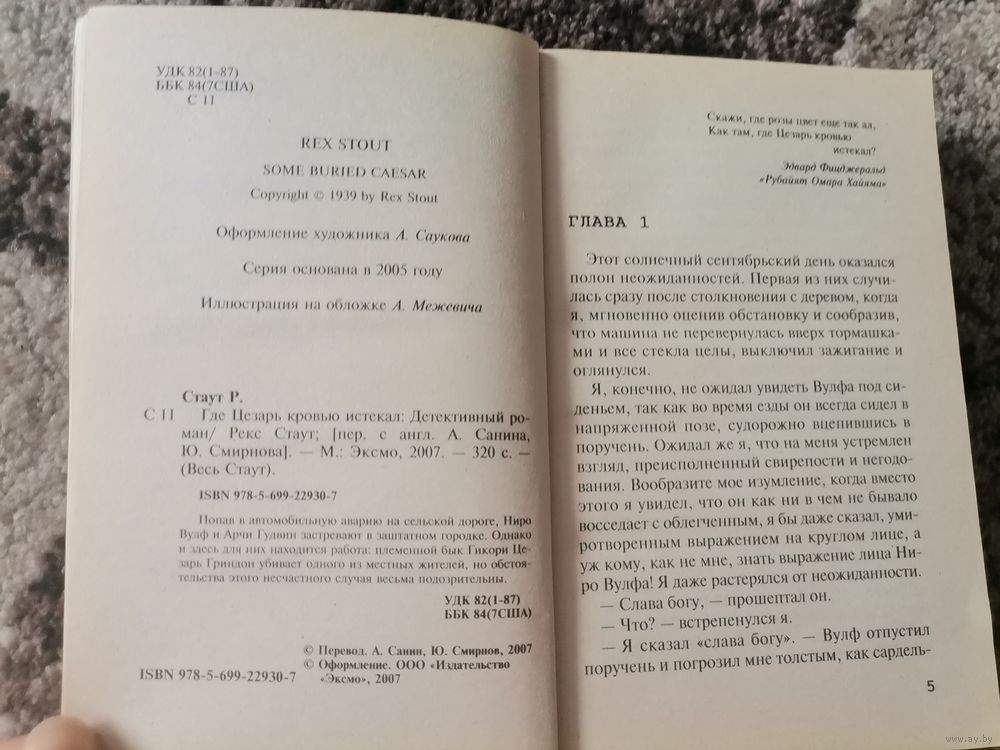 УДК 82(1–87)
ББК 84(7США)
С 11
REX STOUT
SOME BURIED CAESAR
Copyright © 1939 by Rex Stout
Оформление художника А. Саукова
Серия основана в 2005 году
Иллюстрация на обложке А. Межевича
Стаут Р.
С 11 Где Цезарь кровью истекал: Детективный ро-
ман/ Рекс Стаут; [пер. с англ. А. Санина,
Ю. Смирнова]. — М.: Эксмо, 2007. — 320 с. —
(Весь Стаут).
ISBN 978-5-699-22930-7
Попав в автомобильную аварию на сельской дороге, Ниро
Вулф и Арчи Гудвин застревают в заштатном городке. Однако
и здесь для них находится работа: племенной бык Гикори Це-
зарь Гриндон убивает одного из местных жителей, но обстоя-
тельства этого несчастного случая весьма подозрительны.
УДК 82(1–87)
ББК 84(7США)
© Перевод. А. Санин, Ю. Смирнов, 2007
© Оформление. ООО «Издательство
«Эксмо», 2007
ISBN 978-5-699-22930-7
Скажи, где розы цвет еще так ал,
Как там, где Цезарь кровью
истекал?
Эдвард Фицджеральд
«Рубайят Омара Хайяма»
ГЛАВА 1
Этот солнечный сентябрьский день оказался
полон неожиданностей. Первая из них случи-
лась сразу после столкновения с деревом, когда
я, мгновенно оценив обстановку и сообразив,
что машина не перевернулась вверх тормашка-
ми и все стекла целы, выключил зажигание и
оглянулся.
Я, конечно, не ожидал увидеть Вулфа под си-
деньем, так как во время езды он всегда сидел в
напряженной позе, судорожно вцепившись в
поручень. Ожидал же я, что на меня устремлен
взгляд, преисполненный свирепости и негодо-
вания. Вообразите мое изумление, когда вместо
этого я увидел, что он как ни в чем не бывало
восседает с облегченным, я бы даже сказал, уми-
ротворенным выражением на круглом лице, а
уж кому, как не мне, знать выражение лица Ни-
ро Вулфа! Я даже растерялся от неожиданности.
— Слава богу, — прошептал он.
— Что? — встрепенулся я.
— Я сказал «слава богу». — Вулф отпустил
поручень и погрозил мне толстым, как сардель-
5
www.ay.by